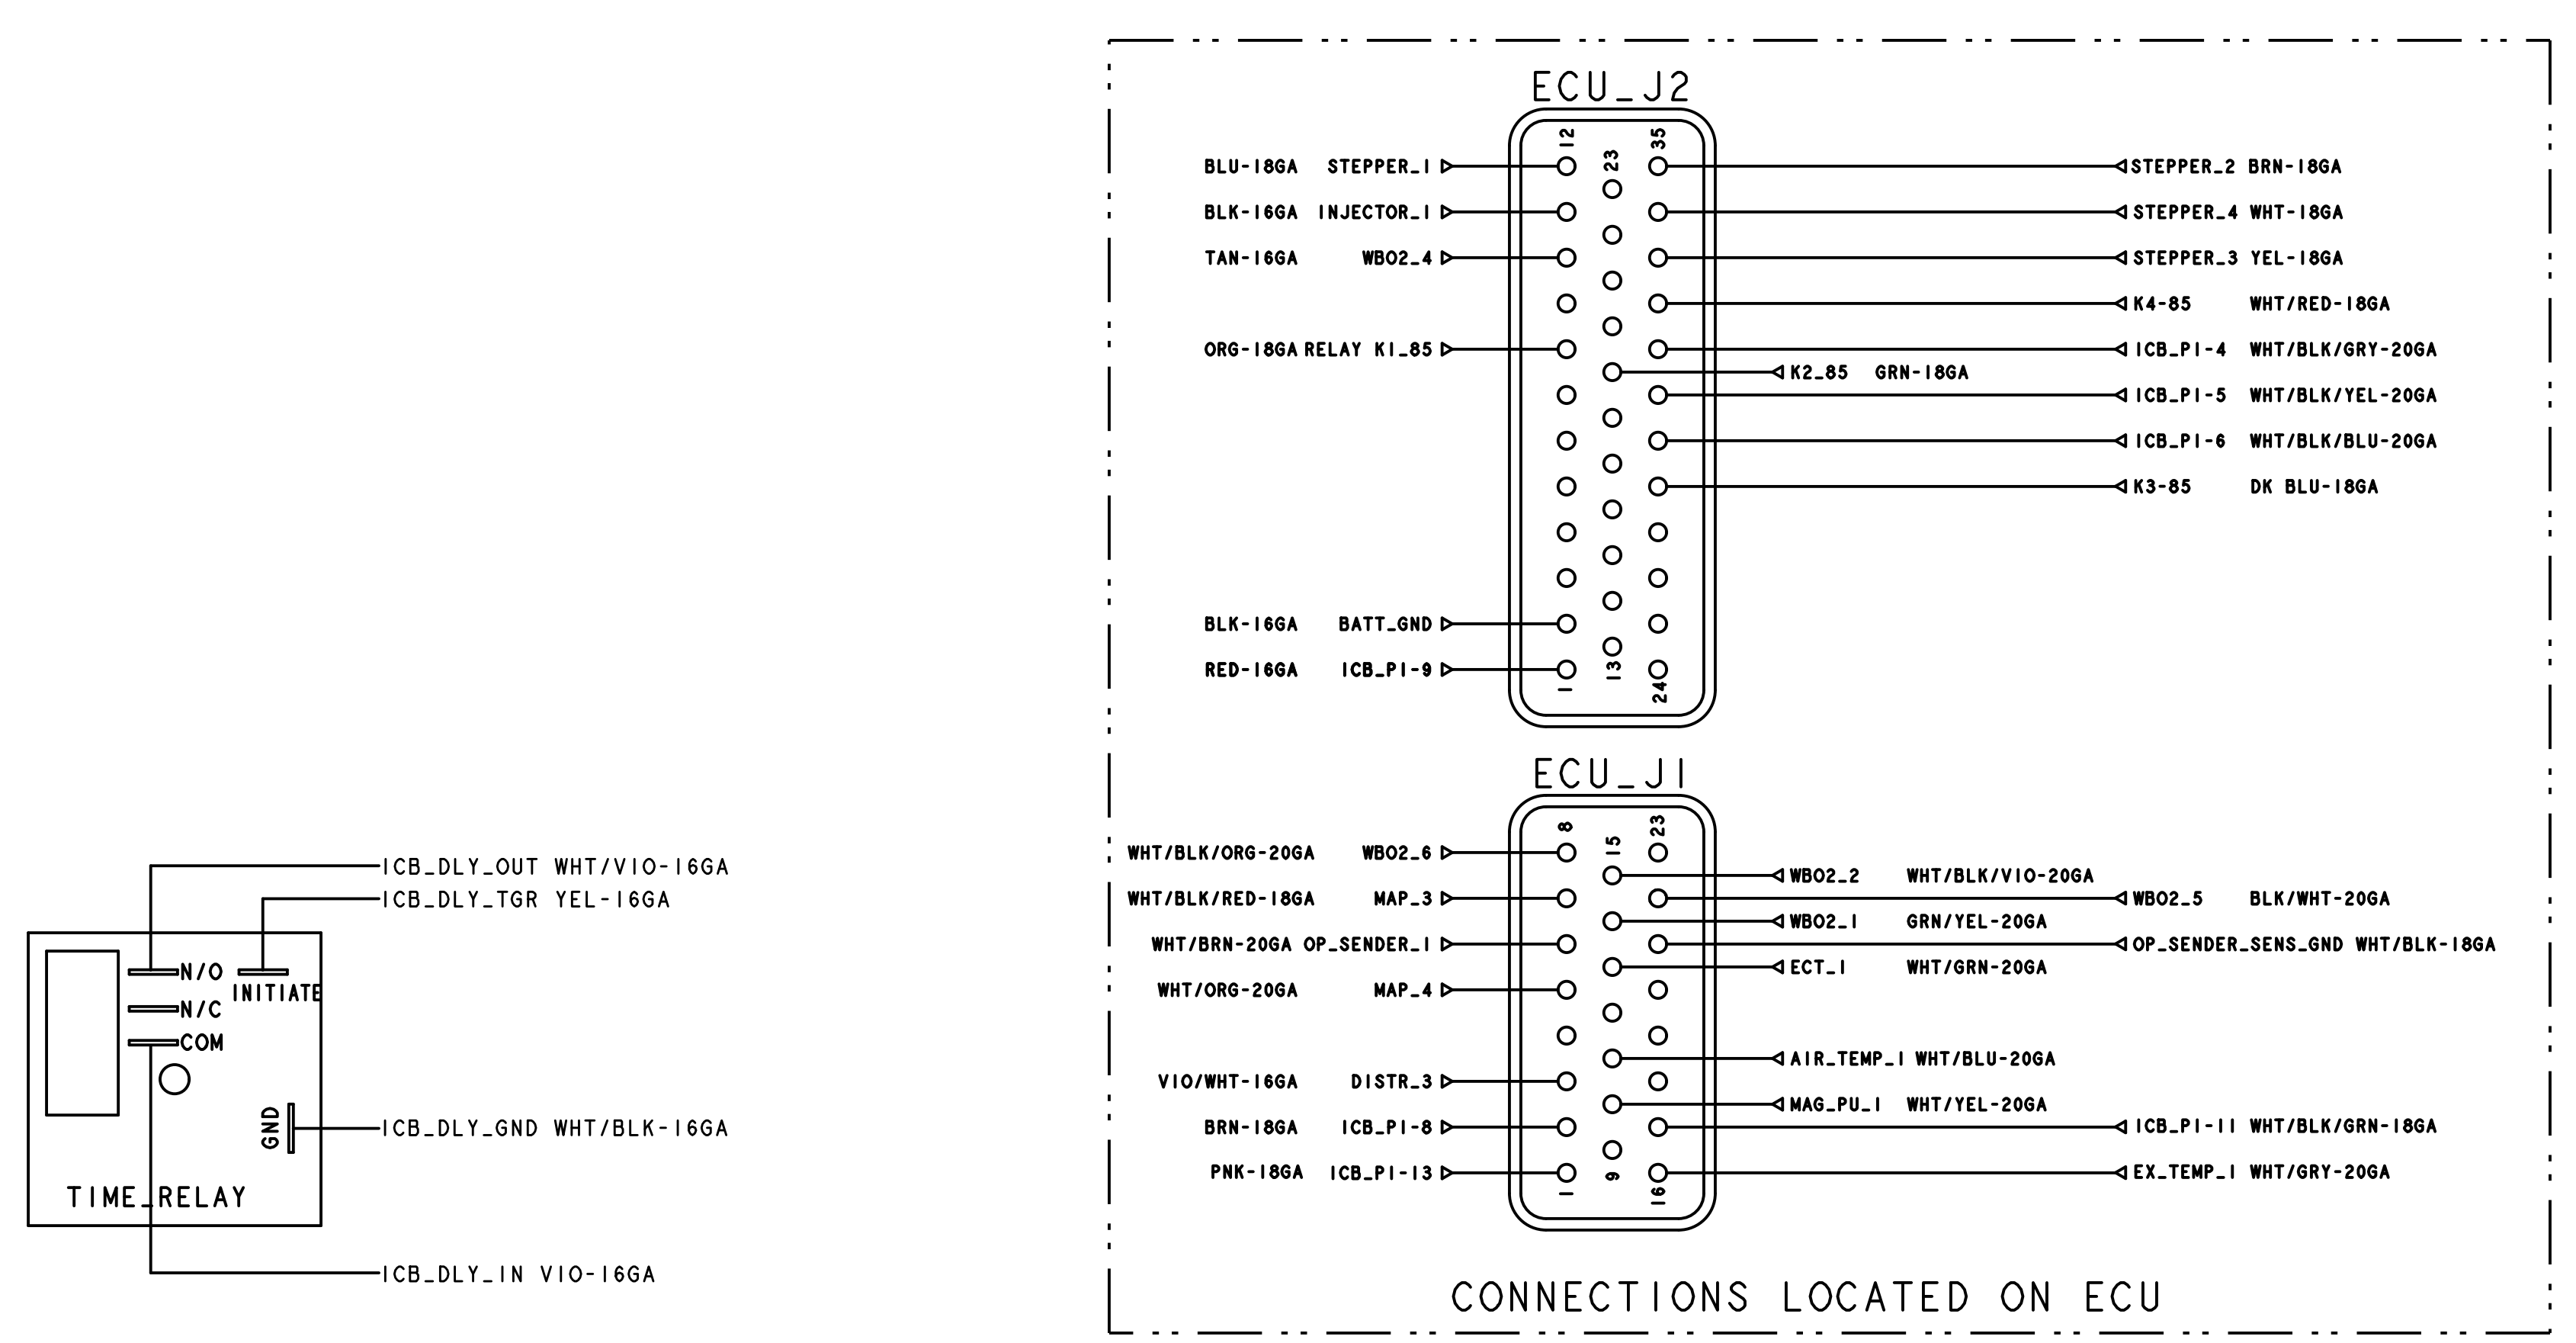 ECU_J2
12 23 35
BLU-18GA STEPPER_1 STEPPER_2 BRN-18GA
BLK-16GA INJECTOR_1 STEPPER_4 WHT-18GA
TAN-16GA WBO2_4 STEPPER_3 YEL-18GA
K4-85 WHT/RED-18GA
ORG-18GA RELAY K1_85 ICB_P1-4 WHT/BLK/GRY-20GA
K2_85 GRN-18GA
ICB_P1-5 WHT/BLK/YEL-20GA
ICB_P1-6 WHT/BLK/BLU-20GA
K3-85 DK BLU-18GA
BLK-16GA BATT_GND
RED-16GA ICB_P1-9
1 13 24
ECU_J1
8 15 23
WHT/BLK/ORG-20GA WBO2_6
WBO2_2 WHT/BLK/VIO-20GA
WHT/BLK/RED-18GA MAP_3 WBO2_5 BLK/WHT-20GA
WBO2_1 GRN/YEL-20GA
WHT/BRN-20GA OP_SENDER_1 OP_SENDER_SENS_GND WHT/BLK-18GA
ECT_1 WHT/GRN-20GA
WHT/ORG-20GA MAP_4
AIR_TEMP_1 WHT/BLU-20GA
VIO/WHT-16GA DISTR_3
MAG_PU_1 WHT/YEL-20GA
BRN-18GA ICB_P1-8 ICB_P1-11 WHT/BLK/GRN-18GA
PNK-18GA ICB_P1-13 EX_TEMP_1 WHT/GRY-20GA
1 9 16
CONNECTIONS LOCATED ON ECU
ICB_DLY_OUT WHT/VIO-16GA
ICB_DLY_TGR YEL-16GA
N/O
INITIATE
N/C
COM
GND
ICB_DLY_GND WHT/BLK-16GA
TIME_RELAY
ICB_DLY_IN VIO-16GA